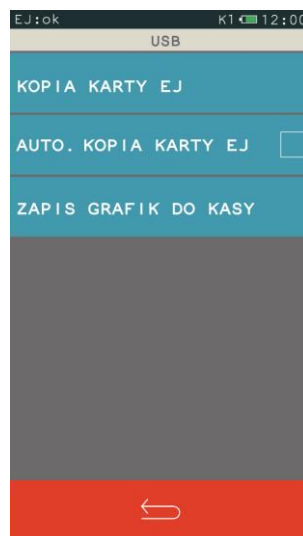 EJ:ok K1 12:00
USB
KOPIA KARTY EJ
AUTO. KOPIA KARTY EJ
ZAPIS GRAFIK DO KASY